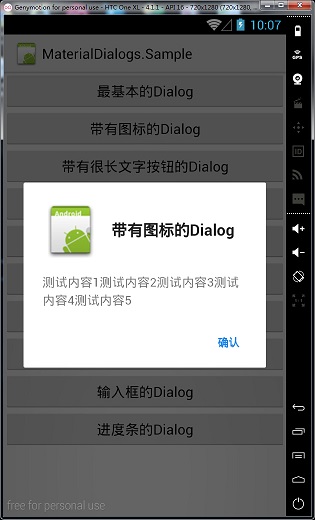 Genymotion for personal use - HTC One XL - 4.1.1 - API 16 - 720x1280 (720x1280,
10:07
GPS
MaterialDialogs.Sample
最基本的Dialog
带有图标的Dialog
带有很长文字按钮的Dialog
Android
带有图标的Dialog
测试内容1测试内容2测试内容3测试
内容4测试内容5
确认
输入框的Dialog
进度条的Dialog
free for personal use
ID